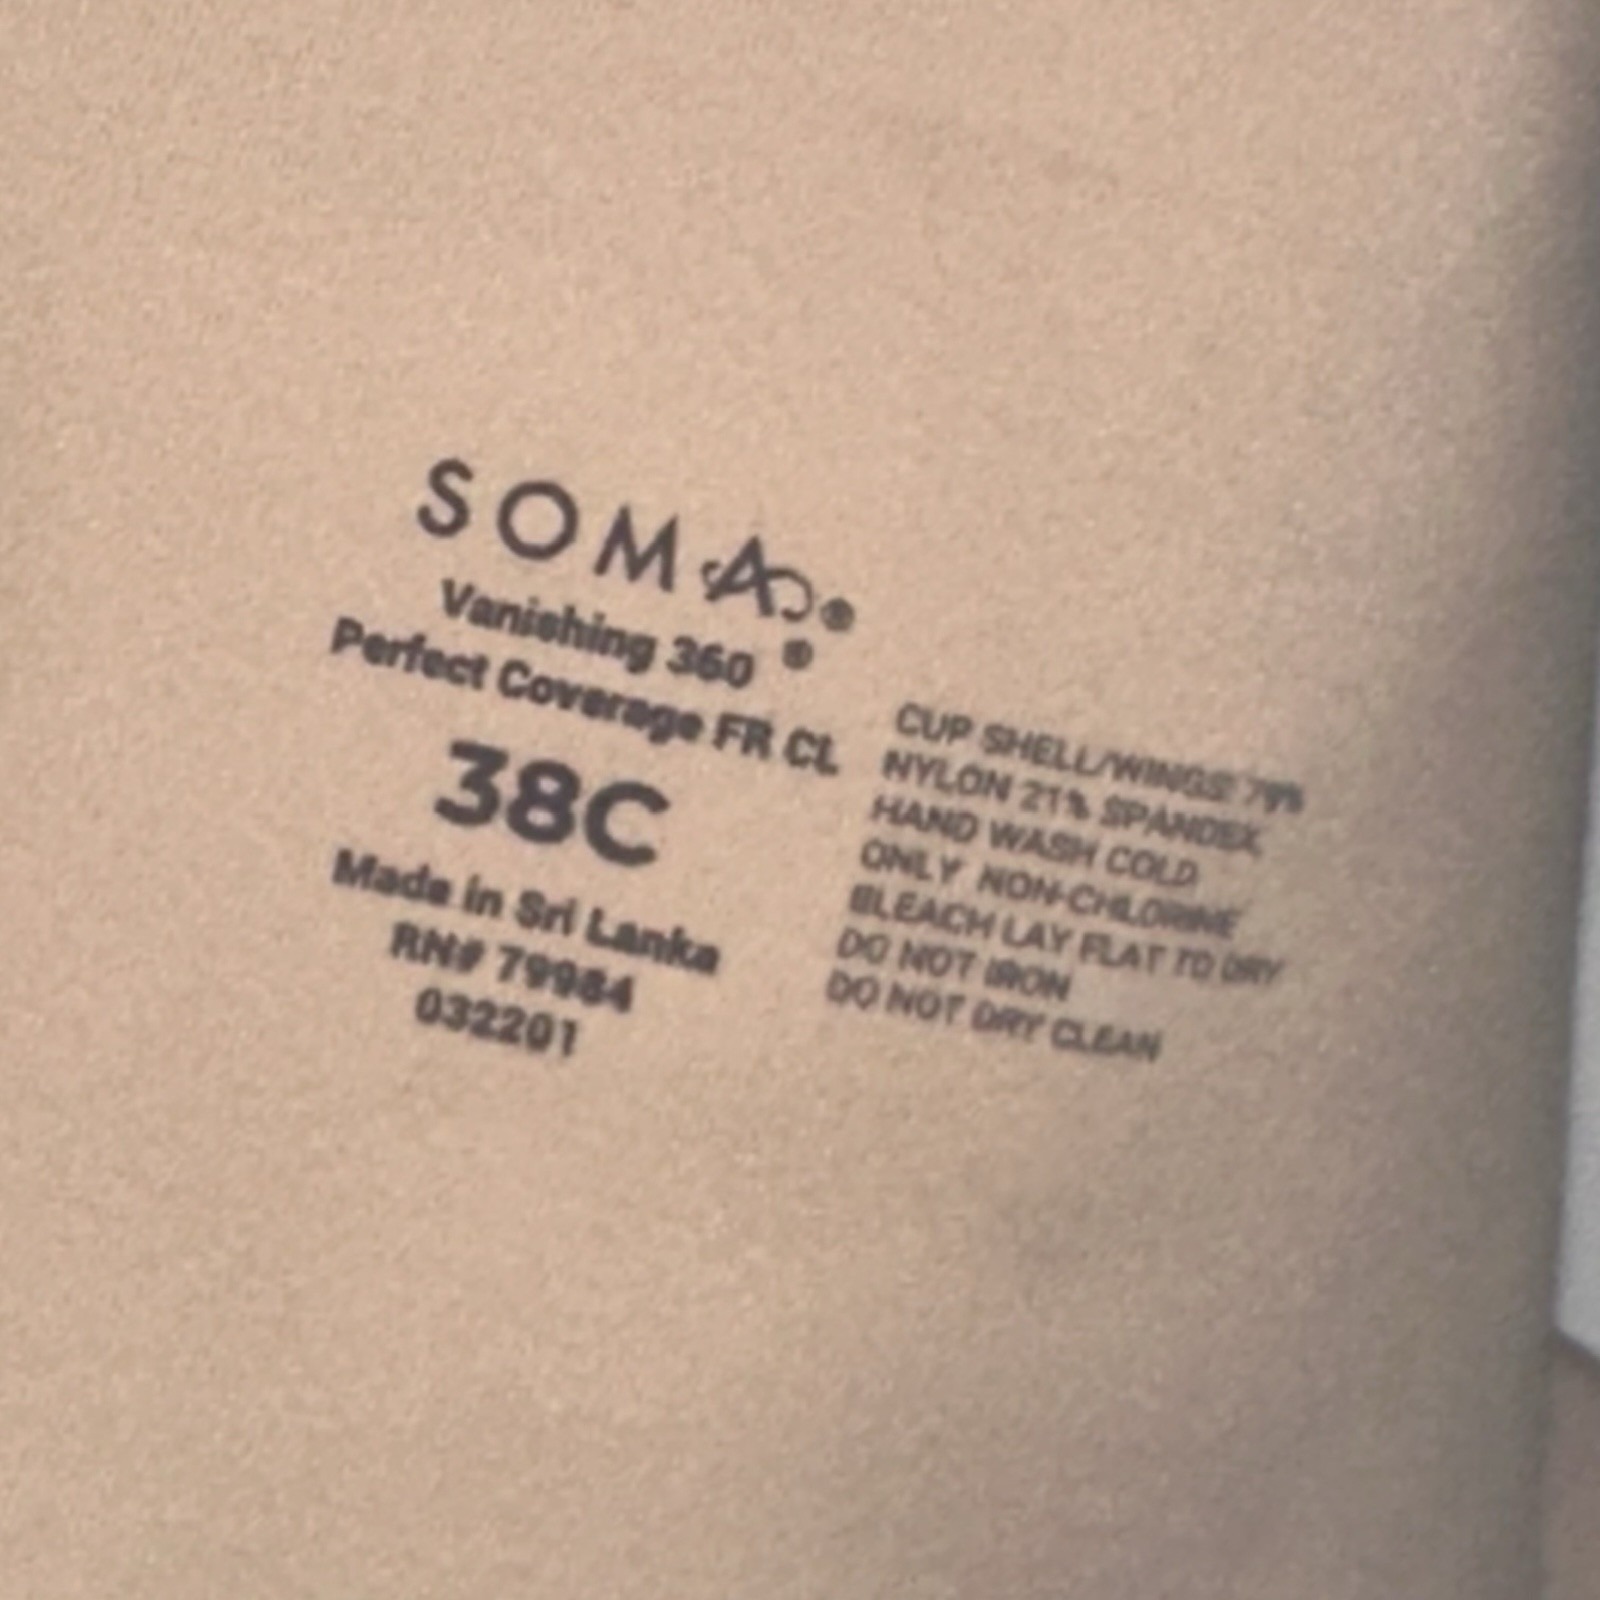 SOMA®
Vanishing 360®
Perfect Coverage FR CL
38C
Made in Sri Lanka
RN# 79984
032201
CUP SHELL/WINGS: 79%
NYLON 21% SPANDEX
HAND WASH COLD
ONLY NON-CHLORINE
BLEACH LAY FLAT TO DRY
DO NOT IRON
DO NOT DRY CLEAN